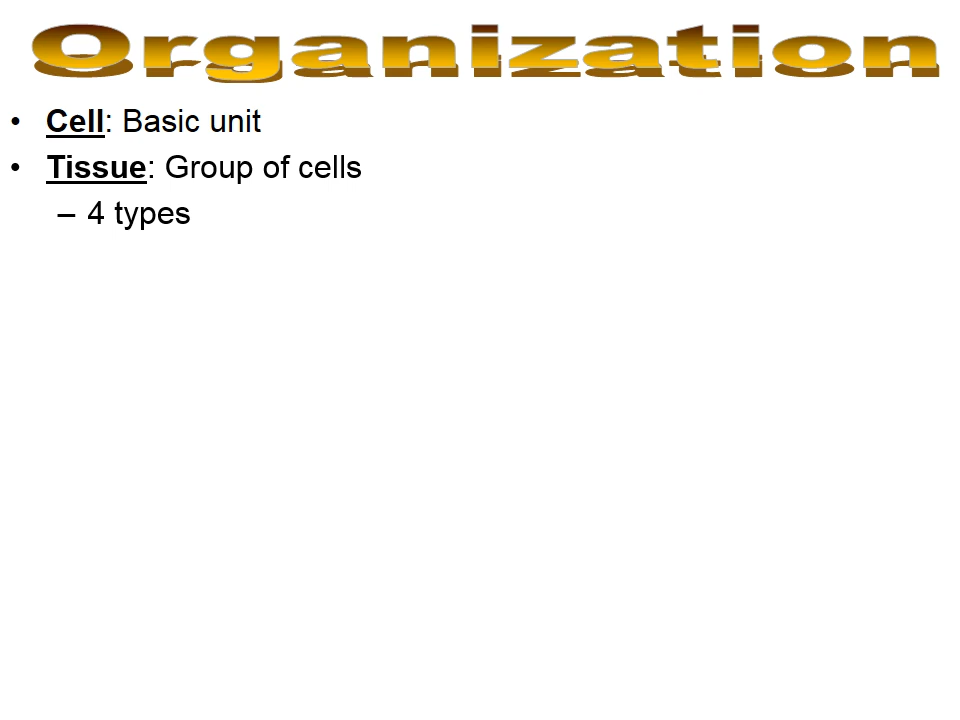 Organization
• Cell: Basic unit
• Tissue: Group of cells
– 4 types